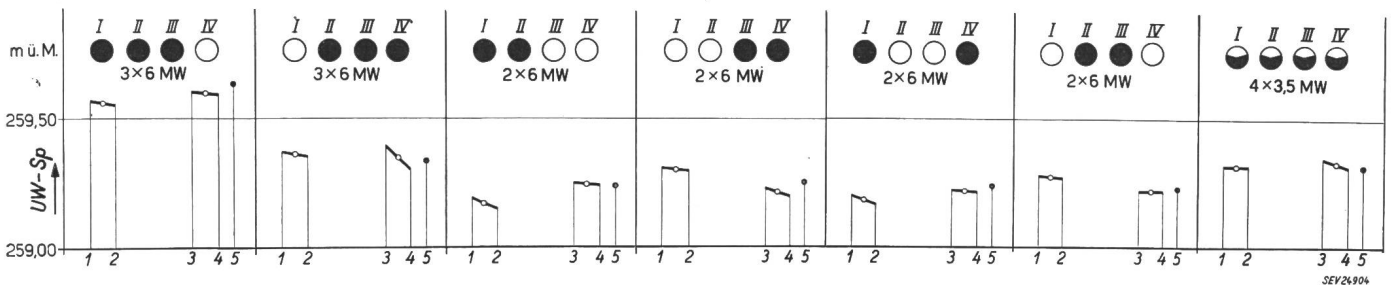 I II III IV I II III IV I II III IV I II III IV I II III IV I II III IV I II III IV
m ü. M.
3×6 MW 3×6 MW 2×6 MW 2×6 MW 2×6 MW 2×6 MW 4×3,5 MW
259,50
UW-Sp
259,00
1 2 3 4 5 1 2 3 4 5 1 2 3 4 5 1 2 3 4 5 1 2 3 4 5 1 2 3 4 5 1 2 3 4 5
SEV24904